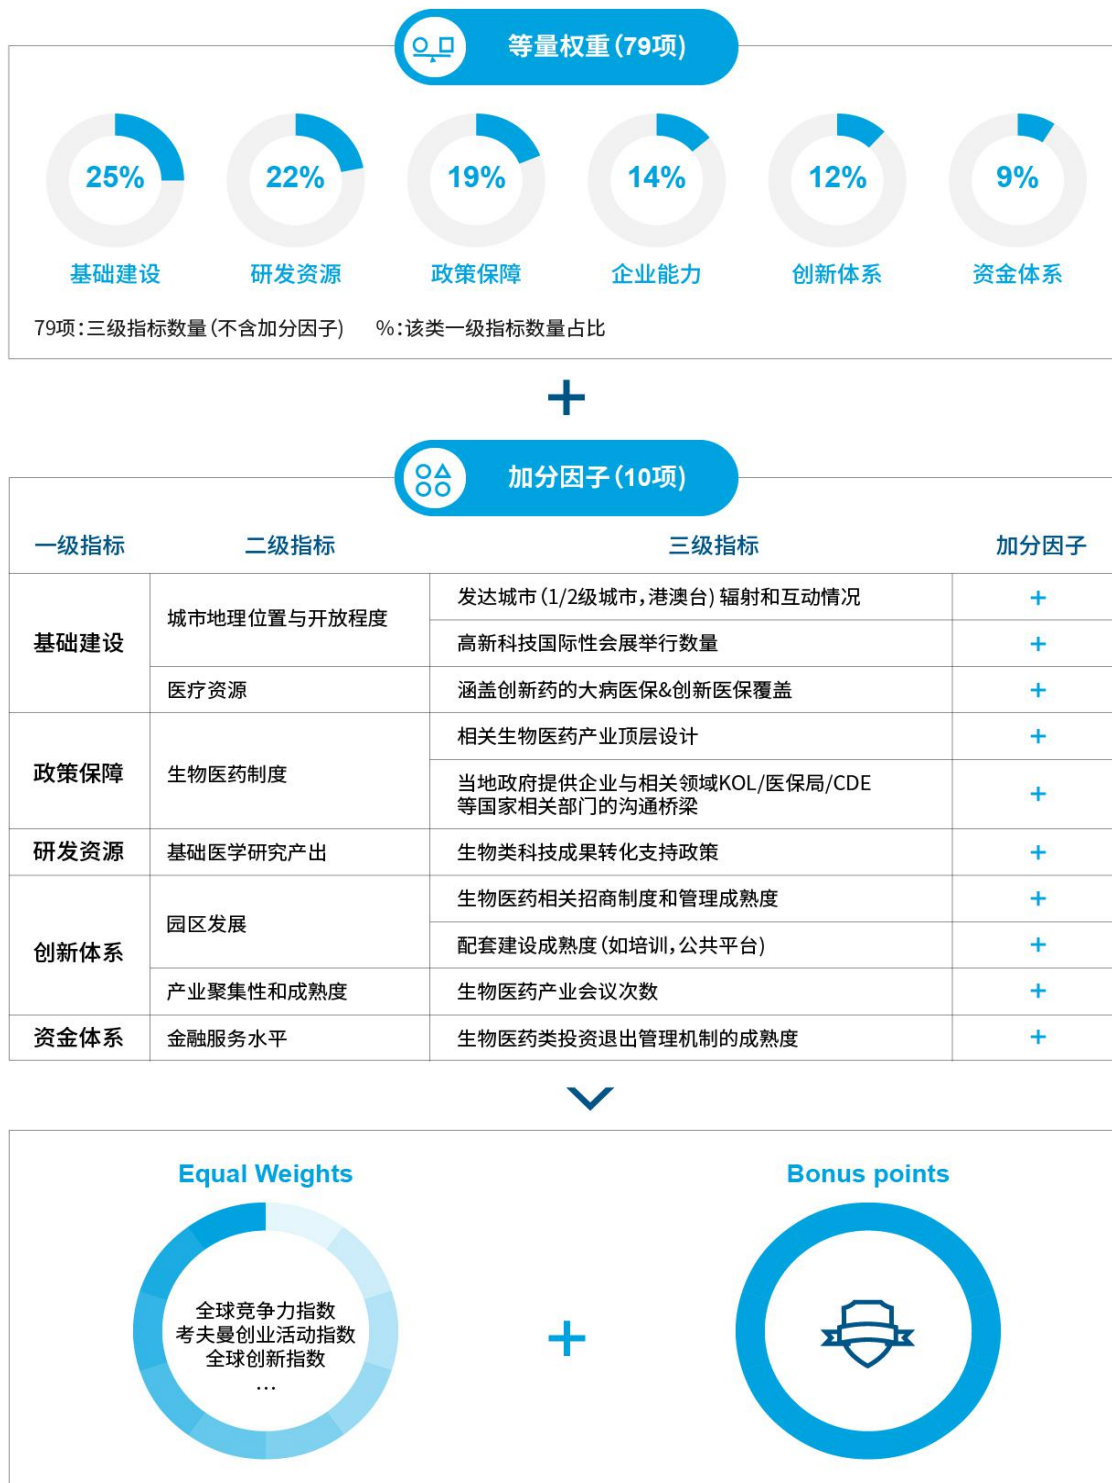 等量权重(79项)
25%
22%
19%
14%
12%
9%
基础建设
研发资源
政策保障
企业能力
创新体系
资金体系
79项:三级指标数量(不含加分因子) %:该类一级指标数量占比
+
加分因子(10项)
一级指标 二级指标 三级指标 加分因子
基础建设
城市地理位置与开放程度
发达城市(1/2级城市,港澳台) 辐射和互动情况
+
高新科技国际性会展举行数量
+
医疗资源
涵盖创新药的大病医保&创新医保覆盖
+
政策保障
生物医药制度
相关生物医药产业顶层设计
+
当地政府提供企业与相关领域KOL/医保局/CDE
等国家相关部门的沟通桥梁
+
研发资源
基础医学研究产出
生物类科技成果转化支持政策
+
创新体系
园区发展
生物医药相关招商制度和管理成熟度
+
配套建设成熟度(如培训,公共平台)
+
产业聚集性和成熟度
生物医药产业会议次数
+
资金体系
金融服务水平
生物医药类投资退出管理机制的成熟度
+
Equal Weights
全球竞争力指数
考夫曼创业活动指数
全球创新指数
…
+
Bonus points